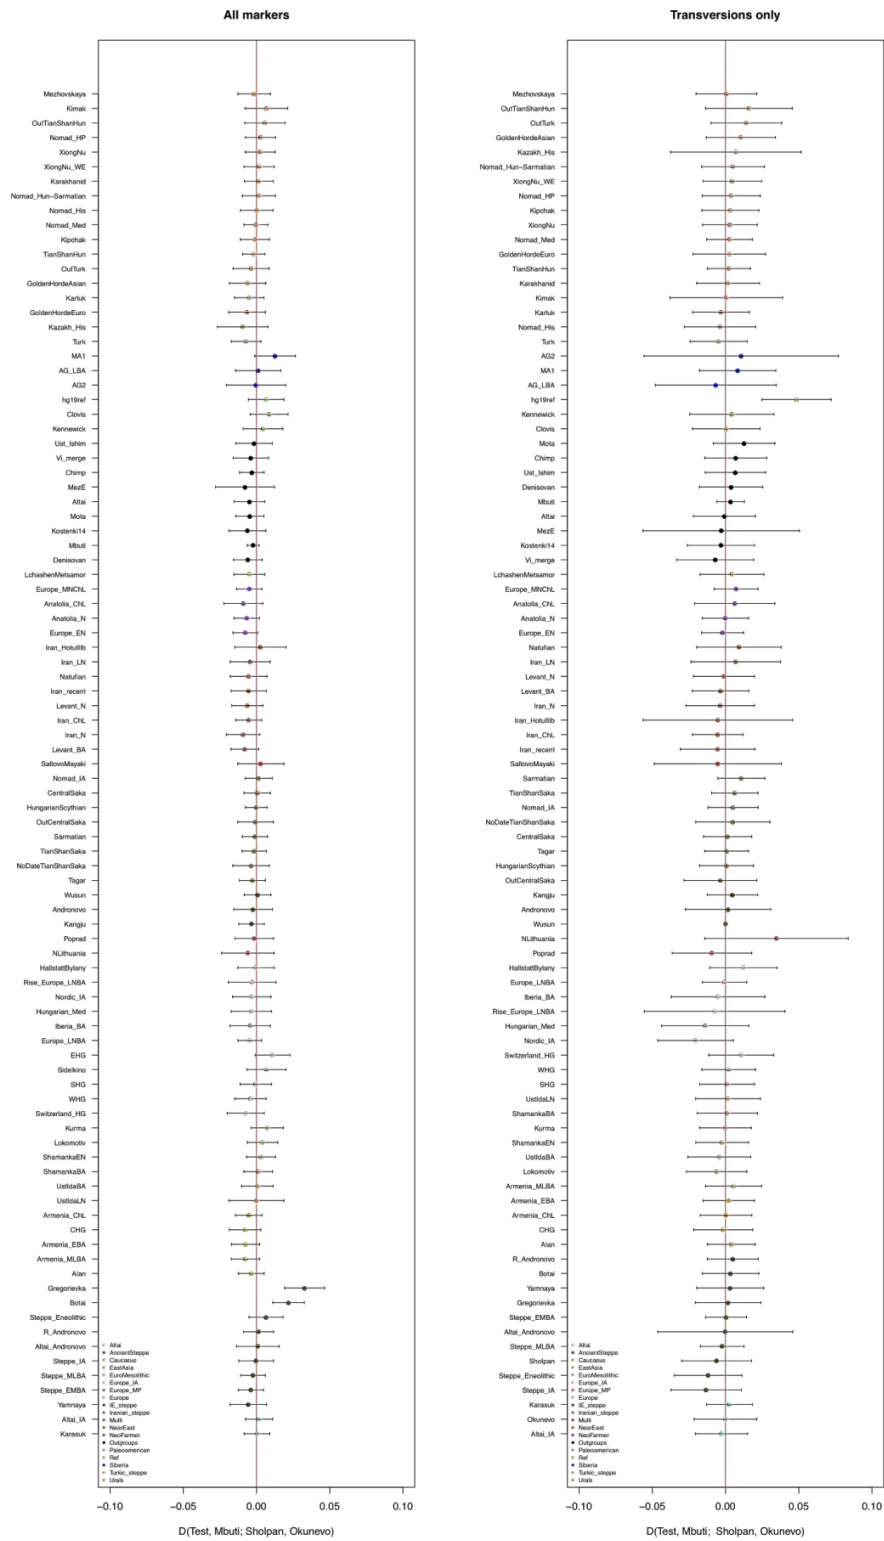 All markers
Mezhovskaya
Kimak
OutTianShanHun
Nomad_HP
XiongNu
XiongNu_WE
Karakhanid
Nomad_Hun−Sarmatian
Nomad_His
Nomad_Med
Kipchak
TianShanHun
OutTurk
GoldenHordeAsian
Karluk
GoldenHordeEuro
Kazakh_His
Turk
MA1
AG_LBA
AG2
hg19ref
Clovis
Kennewick
Ust_Ishim
Vi_merge
Chimp
MezE
Altai
Mota
Kostenki14
Mbuti
Denisovan
LchashenMetsamor
Europe_MNChL
Anatolia_ChL
Anatolia_N
Europe_EN
Iran_HotuIIIb
Iran_LN
Natufian
Iran_recent
Levant_N
Iran_ChL
Iran_N
Levant_BA
SaltovoMayaki
Nomad_IA
CentralSaka
HungarianScythian
OutCentralSaka
Sarmatian
TianShanSaka
NoDateTianShanSaka
Tagar
Wusun
Andronovo
Kangju
Poprad
NLithuania
HallstattBylany
Rise_Europe_LNBA
Nordic_IA
Hungarian_Med
Iberia_BA
Europe_LNBA
EHG
Sidelkino
SHG
WHG
Switzerland_HG
Kurma
Lokomotiv
ShamankaEN
ShamankaBA
UstIdaBA
UstIdaLN
Armenia_ChL
CHG
Armenia_EBA
Armenia_MLBA
Alan
Gregorievka
Botai
Steppe_Eneolithic
R_Andronovo
Altai_Andronovo
Steppe_IA
Steppe_MLBA
Steppe_EMBA
Yamnaya
Altai_IA
Karasuk
Altai
AncientSteppe
Caucasus
EastAsia
EuroMesolithic
Europe_IA
Europe_MP
Europe
IE_steppe
Iranian_steppe
Multi
NearEast
NeoFarmer
Outgroups
Paleoamerican
Ref
Siberia
Turkic_steppe
Urals
−0.10 −0.05 0.00 0.05 0.10
D(Test, Mbuti; Sholpan, Okunevo)
Transversions only
Mezhovskaya
OutTianShanHun
OutTurk
GoldenHordeAsian
Kazakh_His
Nomad_Hun−Sarmatian
XiongNu_WE
Nomad_HP
Kipchak
XiongNu
Nomad_Med
GoldenHordeEuro
TianShanHun
Karakhanid
Kimak
Karluk
Nomad_His
Turk
AG2
MA1
AG_LBA
hg19ref
Kennewick
Clovis
Mota
Chimp
Ust_Ishim
Denisovan
Mbuti
Altai
MezE
Kostenki14
Vi_merge
LchashenMetsamor
Europe_MNChL
Anatolia_ChL
Anatolia_N
Europe_EN
Natufian
Iran_LN
Levant_N
Levant_BA
Iran_N
Iran_HotuIIIb
Iran_ChL
Iran_recent
SaltovoMayaki
Sarmatian
TianShanSaka
Nomad_IA
NoDateTianShanSaka
CentralSaka
Tagar
HungarianScythian
OutCentralSaka
Kangju
Andronovo
Wusun
NLithuania
Poprad
HallstattBylany
Europe_LNBA
Iberia_BA
Rise_Europe_LNBA
Hungarian_Med
Nordic_IA
Switzerland_HG
WHG
SHG
UstIdaLN
ShamankaBA
Kurma
ShamankaEN
UstIdaBA
Lokomotiv
Armenia_MLBA
Armenia_EBA
Armenia_ChL
CHG
Alan
R_Andronovo
Botai
Yamnaya
Gregorievka
Steppe_EMBA
Altai_Andronovo
Steppe_MLBA
Sholpan
Steppe_Eneolithic
Steppe_IA
Karasuk
Okunevo
Altai_IA
Altai
AncientSteppe
Caucasus
EastAsia
EuroMesolithic
Europe_IA
Europe_MP
Europe
IE_steppe
Iranian_steppe
Multi
NearEast
NeoFarmer
Outgroups
Paleoamerican
Ref
Siberia
Turkic_steppe
Urals
−0.10 −0.05 0.00 0.05 0.10
D(Test, Mbuti; Sholpan, Okunevo)